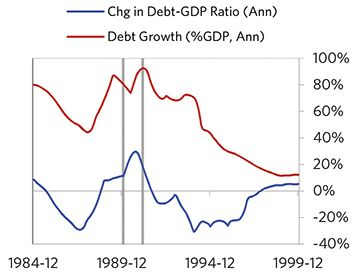 Chg in Debt-GDP Ratio (Ann)
Debt Growth (%GDP, Ann)
100%
80%
60%
40%
20%
0%
-20%
-40%
1984-12 1989-12 1994-12 1999-12